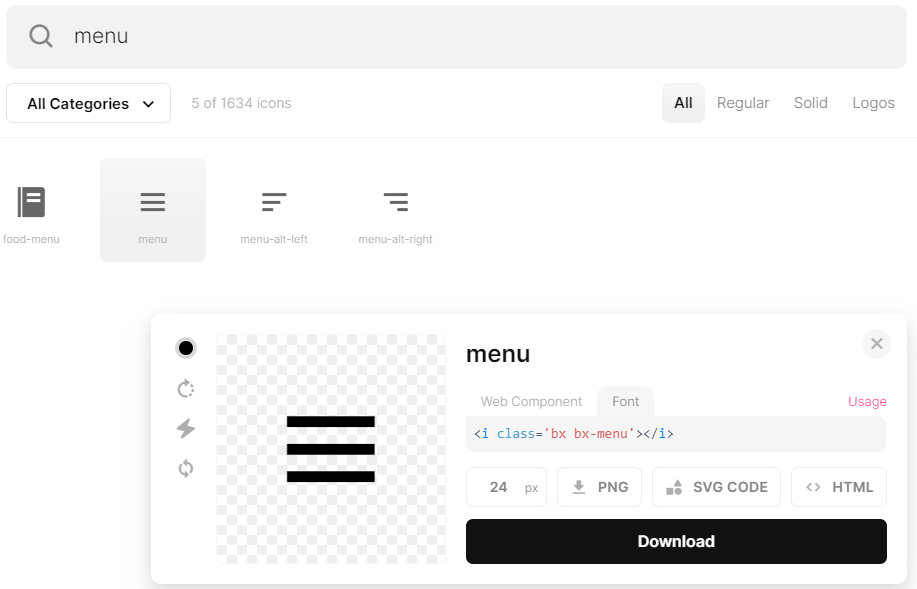 menu
All Categories
5 of 1634 icons
All
Regular
Solid
Logos
food-menu
menu
menu-alt-left
menu-alt-right
menu
Web Component
Font
Usage
<i class='bx bx-menu'></i>
24 px
PNG
SVG CODE
<> HTML
Download